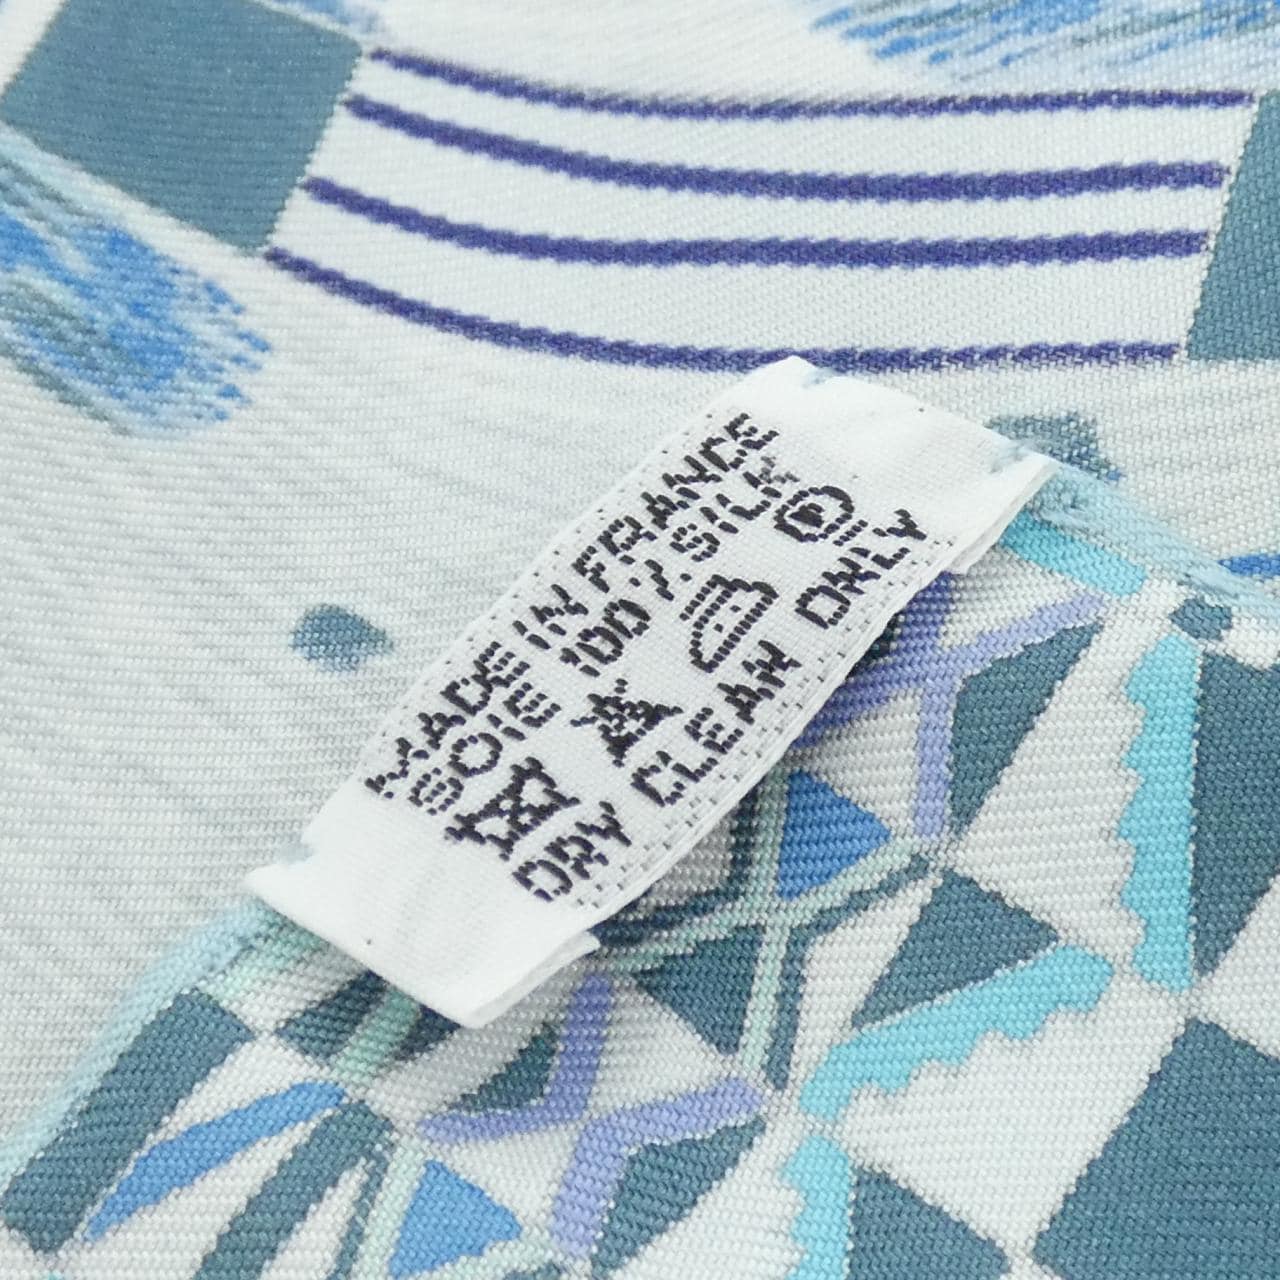 MADE IN FRANCE
SOIE 100% SILK
P
DRY CLEAN ONLY